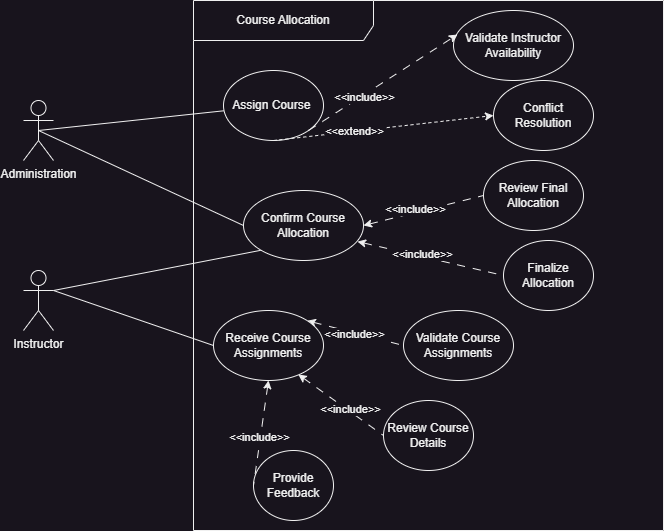 Course Allocation
Validate Instructor
Availability
Assign Course
<<include>>
Conflict
Resolution
<<extend>>
Administration
Review Final
Allocation
<<include>>
Confirm Course
Allocation
<<include>>
Finalize
Allocation
Instructor
Receive Course
Assignments
<<include>>
Validate Course
Assignments
<<include>>
Review Course
Details
<<include>>
Provide
Feedback